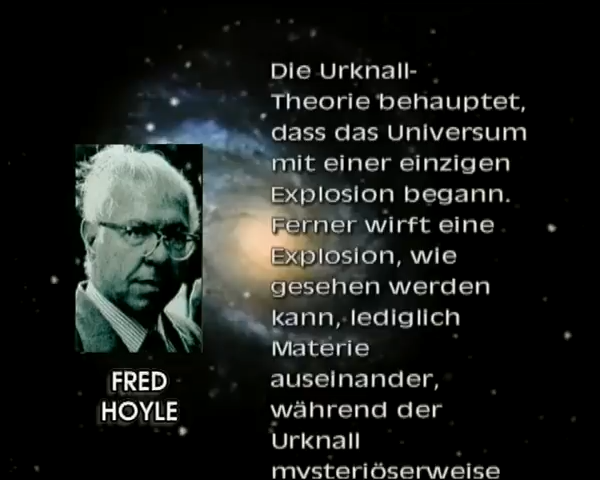 Die Urknall-
Theorie behauptet,
dass das Universum
mit einer einzigen
Explosion begann.
Ferner wirft eine
Explosion, wie
gesehen werden
kann, lediglich
Materie
auseinander,
während der
Urknall
mysteriöserweise
FRED
HOYLE